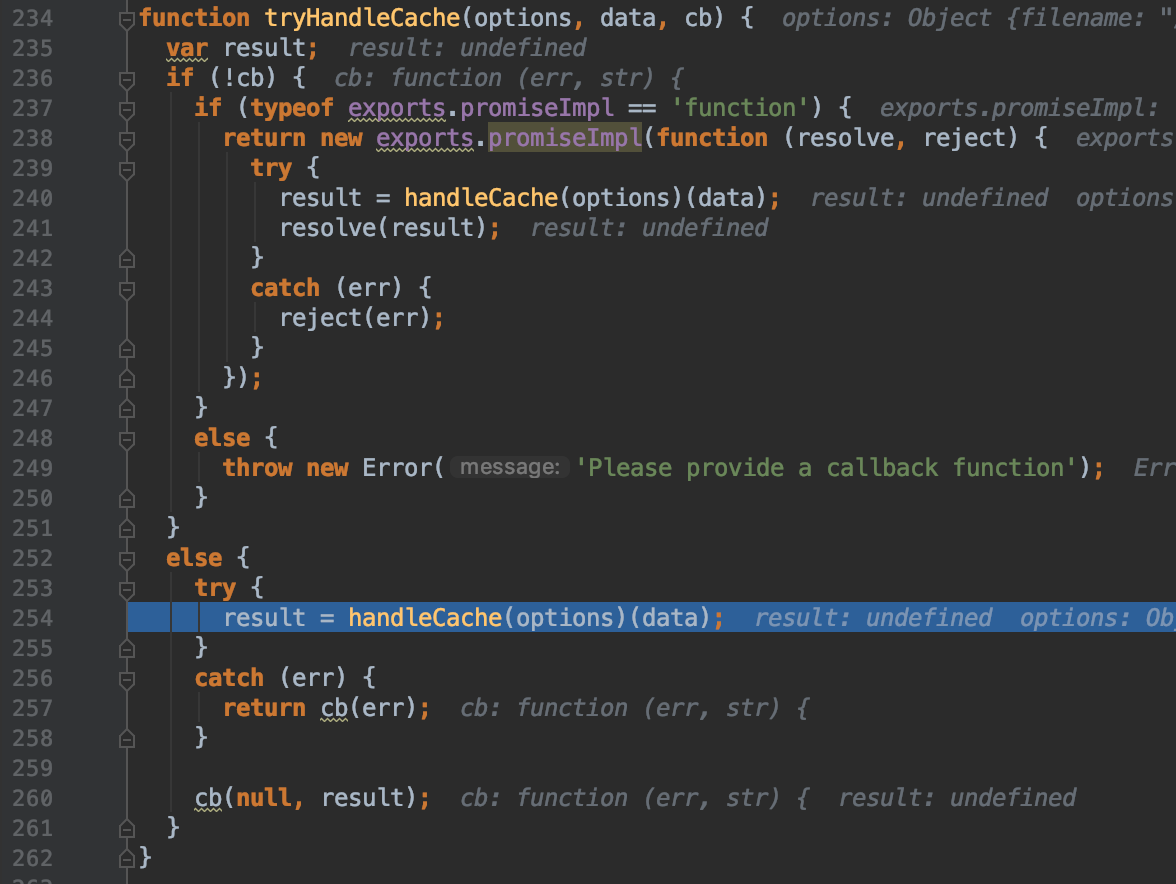 234 function tryHandleCache(options, data, cb) { options: Object {filename: "
235 var result; result: undefined
236 if (!cb) { cb: function (err, str) {
237 if (typeof exports.promiseImpl == 'function') { exports.promiseImpl:
238 return new exports.promiseImpl(function (resolve, reject) { exports
239 try {
240 result = handleCache(options)(data); result: undefined options
241 resolve(result); result: undefined
242 }
243 catch (err) {
244 reject(err);
245 }
246 });
247 }
248 else {
249 throw new Error( message: 'Please provide a callback function'); Err
250 }
251 }
252 else {
253 try {
254 result = handleCache(options)(data); result: undefined options: Ob
255 }
256 catch (err) {
257 return cb(err); cb: function (err, str) {
258 }
259
260 cb(null, result); cb: function (err, str) { result: undefined
261 }
262 }